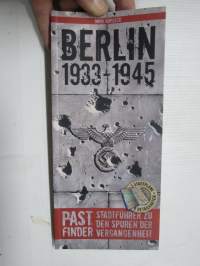 BERLIN
1933-1945
PAST
FINDER
STADTFÜHRER ZU
DEN SPUREN DER
VERGANGENHEIT